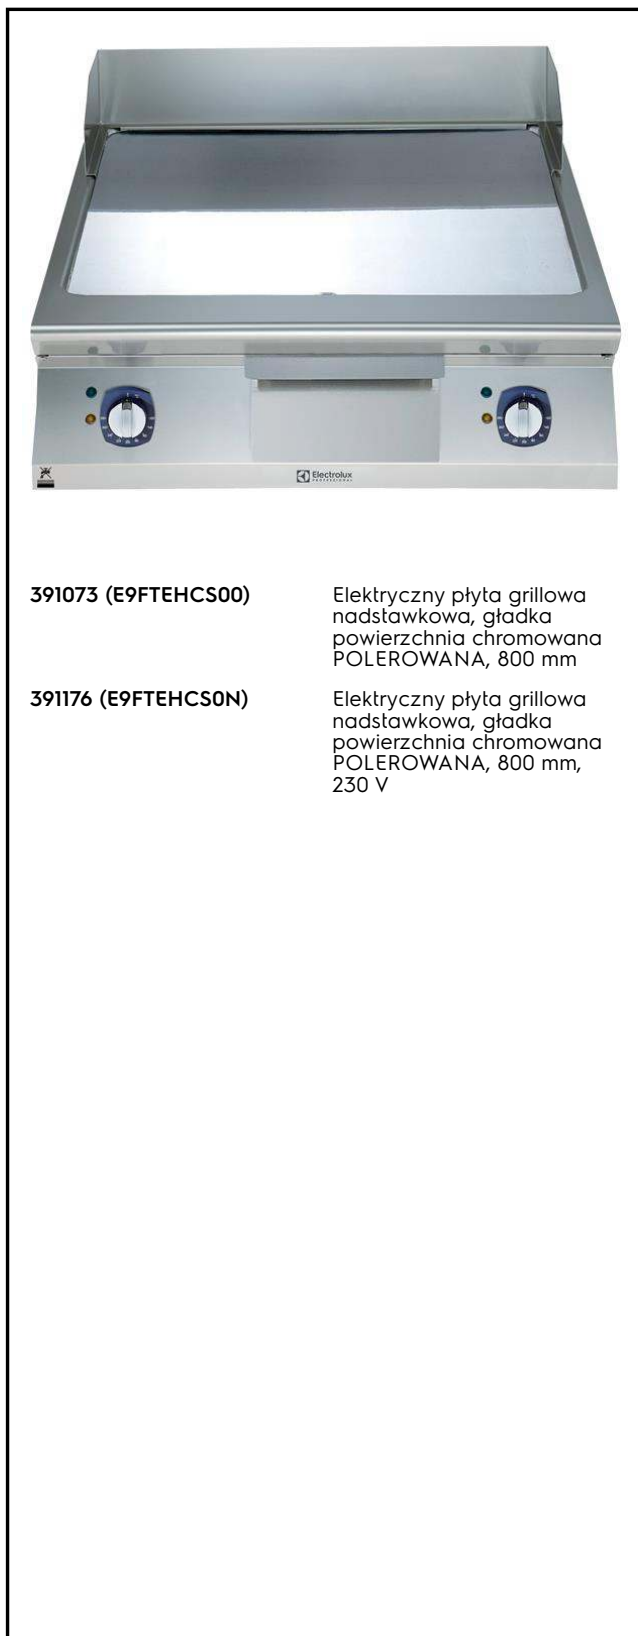 Electrolux
PROFESSIONAL
391073 (E9FTEHCS00)
Elektryczny płyta grillowa
nadstawkowa, gładka
powierzchnia chromowana
POLEROWANA, 800 mm
391176 (E9FTEHCS0N)
Elektryczny płyta grillowa
nadstawkowa, gładka
powierzchnia chromowana
POLEROWANA, 800 mm,
230 V